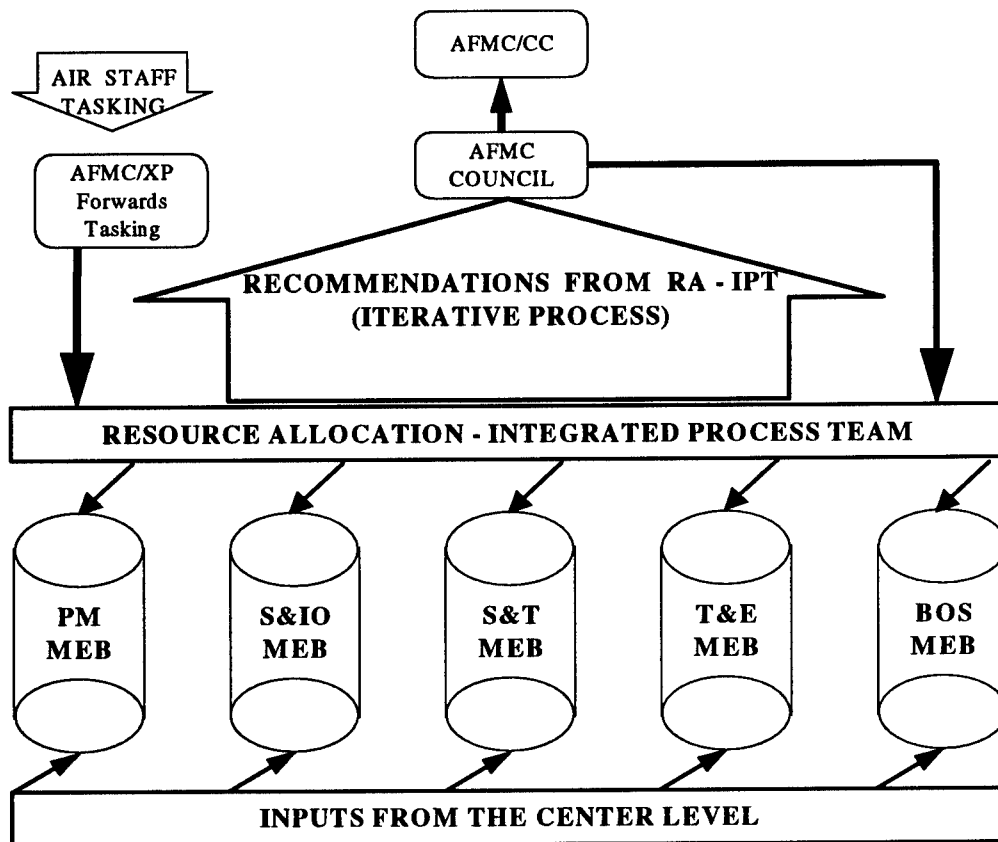 AFMC/CC
AIR STAFF
TASKING
AFMC
COUNCIL
AFMC/XP
Forwards
Tasking
RECOMMENDATIONS FROM RA - IPT
(ITERATIVE PROCESS)
RESOURCE ALLOCATION - INTEGRATED PROCESS TEAM
PM
MEB
S&IO
MEB
S&T
MEB
T&E
MEB
BOS
MEB
INPUTS FROM THE CENTER LEVEL